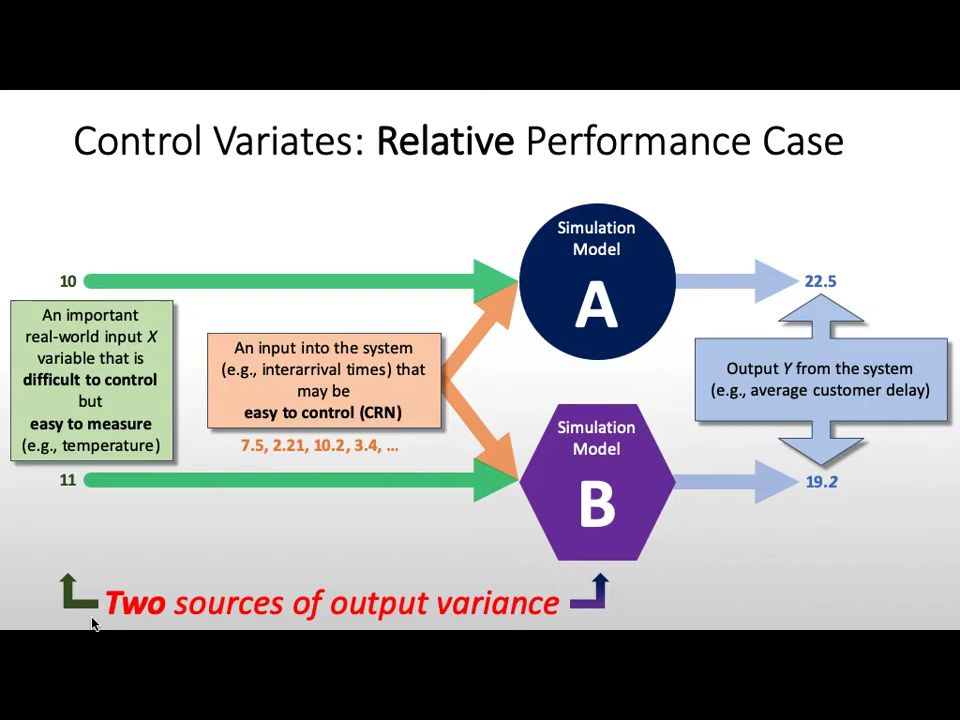 Control Variates: Relative Performance Case
Simulation
Model
A
10
22.5
An important
real-world input X
variable that is
difficult to control
but
easy to measure
(e.g., temperature)
An input into the system
(e.g., interarrival times) that
may be
easy to control (CRN)
7.5, 2.21, 10.2, 3.4, ...
Output Y from the system
(e.g., average customer delay)
Simulation
Model
B
11
19.2
Two sources of output variance